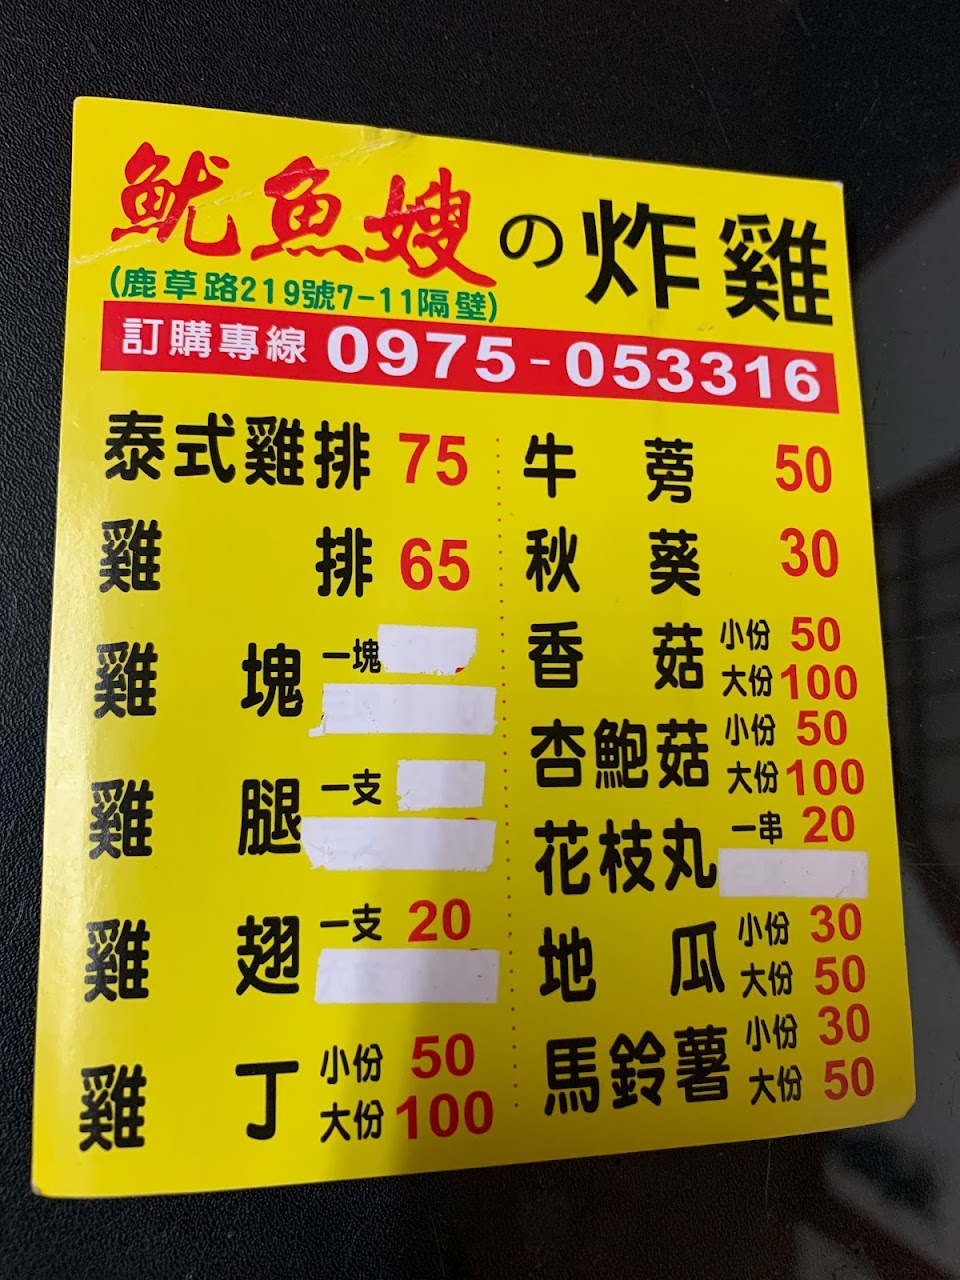 魷魚嫂の炸雞
(鹿草路219號7-11隔壁)
訂購專線 0975-053316
泰式雞排 75
雞排 65
雞塊 一塊
雞腿 一支
雞翅 一支 20
雞丁 小份 50
大份 100
牛蒡 50
秋葵 30
香菇 小份 50
大份 100
杏鮑菇 小份 50
大份 100
花枝丸 一串 20
地瓜 小份 30
大份 50
馬鈴薯 小份 30
大份 50